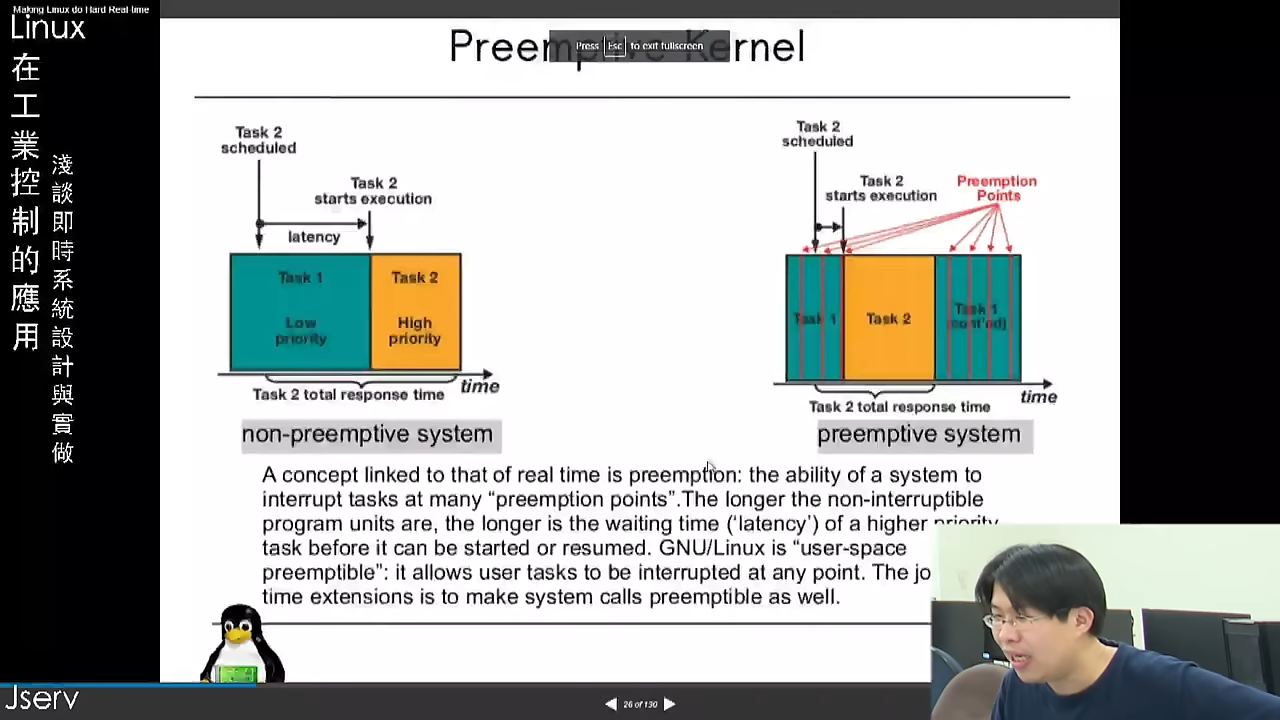 Making Linux do Hard Real-time
Linux
在工業控制的應用
淺談即時系統設計與實做
Preemptive Kernel
Press Esc to exit fullscreen
Task 2
scheduled
Task 2
starts execution
latency
Task 1
Low
priority
Task 2
High
priority
time
Task 2 total response time
non-preemptive system
Task 2
scheduled
Task 2
starts execution
Preemption
Points
Task 1
Task 2
Task 1
(cont'nd)
time
Task 2 total response time
preemptive system
A concept linked to that of real time is preemption: the ability of a system to
interrupt tasks at many “preemption points”.The longer the non-interruptible
program units are, the longer is the waiting time (‘latency’) of a higher priority
task before it can be started or resumed. GNU/Linux is “user-space
preemptible”: it allows user tasks to be interrupted at any point. The jo
time extensions is to make system calls preemptible as well.
Jserv
26 of 130